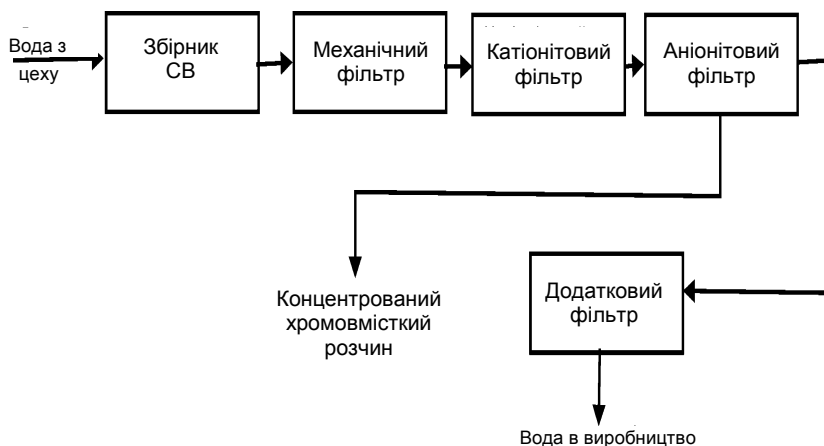 Вода з
цеху
Збірник
СВ
Механічний
фільтр
Катіонітовий
фільтр
Аніонітовий
фільтр
Концентрований
хромовмісткий
розчин
Додатковий
фільтр
Вода в виробництво